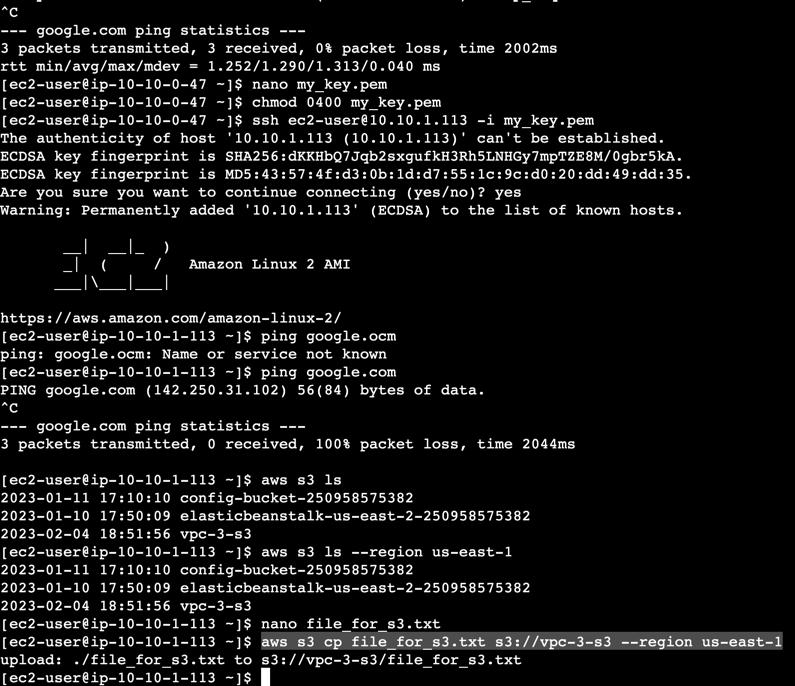 ^C
--- google.com ping statistics ---
3 packets transmitted, 3 received, 0% packet loss, time 2002ms
rtt min/avg/max/mdev = 1.252/1.290/1.313/0.040 ms
[ec2-user@ip-10-10-0-47 ~]$ nano my_key.pem
[ec2-user@ip-10-10-0-47 ~]$ chmod 0400 my_key.pem
[ec2-user@ip-10-10-0-47 ~]$ ssh ec2-user@10.10.1.113 -i my_key.pem
The authenticity of host '10.10.1.113 (10.10.1.113)' can't be established.
ECDSA key fingerprint is SHA256:dKKHbQ7Jqb2sxgufkH3Rh5LNHGy7mpTZE8M/0gbr5kA.
ECDSA key fingerprint is MD5:43:57:4f:d3:0b:1d:d7:55:1c:9c:d0:20:dd:49:dd:35.
Are you sure you want to continue connecting (yes/no)? yes
Warning: Permanently added '10.10.1.113' (ECDSA) to the list of known hosts.
       __|  __|_  )
       _|  (     /   Amazon Linux 2 AMI
      ___|\___|___|
https://aws.amazon.com/amazon-linux-2/
[ec2-user@ip-10-10-1-113 ~]$ ping google.ocm
ping: google.ocm: Name or service not known
[ec2-user@ip-10-10-1-113 ~]$ ping google.com
PING google.com (142.250.31.102) 56(84) bytes of data.
^C
--- google.com ping statistics ---
3 packets transmitted, 0 received, 100% packet loss, time 2044ms
[ec2-user@ip-10-10-1-113 ~]$ aws s3 ls
2023-01-11 17:10:10 config-bucket-250958575382
2023-01-10 17:50:09 elasticbeanstalk-us-east-2-250958575382
2023-02-04 18:51:56 vpc-3-s3
[ec2-user@ip-10-10-1-113 ~]$ aws s3 ls --region us-east-1
2023-01-11 17:10:10 config-bucket-250958575382
2023-01-10 17:50:09 elasticbeanstalk-us-east-2-250958575382
2023-02-04 18:51:56 vpc-3-s3
[ec2-user@ip-10-10-1-113 ~]$ nano file_for_s3.txt
[ec2-user@ip-10-10-1-113 ~]$ aws s3 cp file_for_s3.txt s3://vpc-3-s3 --region us-east-1
upload: ./file_for_s3.txt to s3://vpc-3-s3/file_for_s3.txt
[ec2-user@ip-10-10-1-113 ~]$